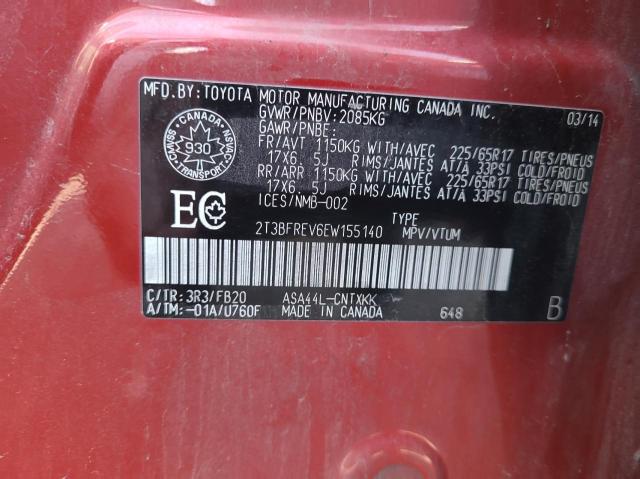 MFD.BY: TOYOTA MOTOR MANUFACTURING CANADA INC.
GVWR/PNBV: 2085KG 03/14
GAWR/PNBE:
FR/AVT 1150KG WITH/AVEC 225/65R17 TIRES/PNEUS
17X6. 5J RIMS/JANTES AT/A 33PSI COLD/FROID
RR/ARR 1150KG WITH/AVEC 225/65R17 TIRES/PNEUS
17X6. 5J RIMS/JANTES AT/A 33PSI COLD/FROID
ICES/NMB-002
CANADA
CMVSS
NSVAC
930
TRANSPORT
EC
TYPE
2T3BFREV6EW155140 MPV/VTUM
C/TR: 3R3/FB20 ASA44L-CNTXKK
A/TM:-01A/U760F MADE IN CANADA 648 B